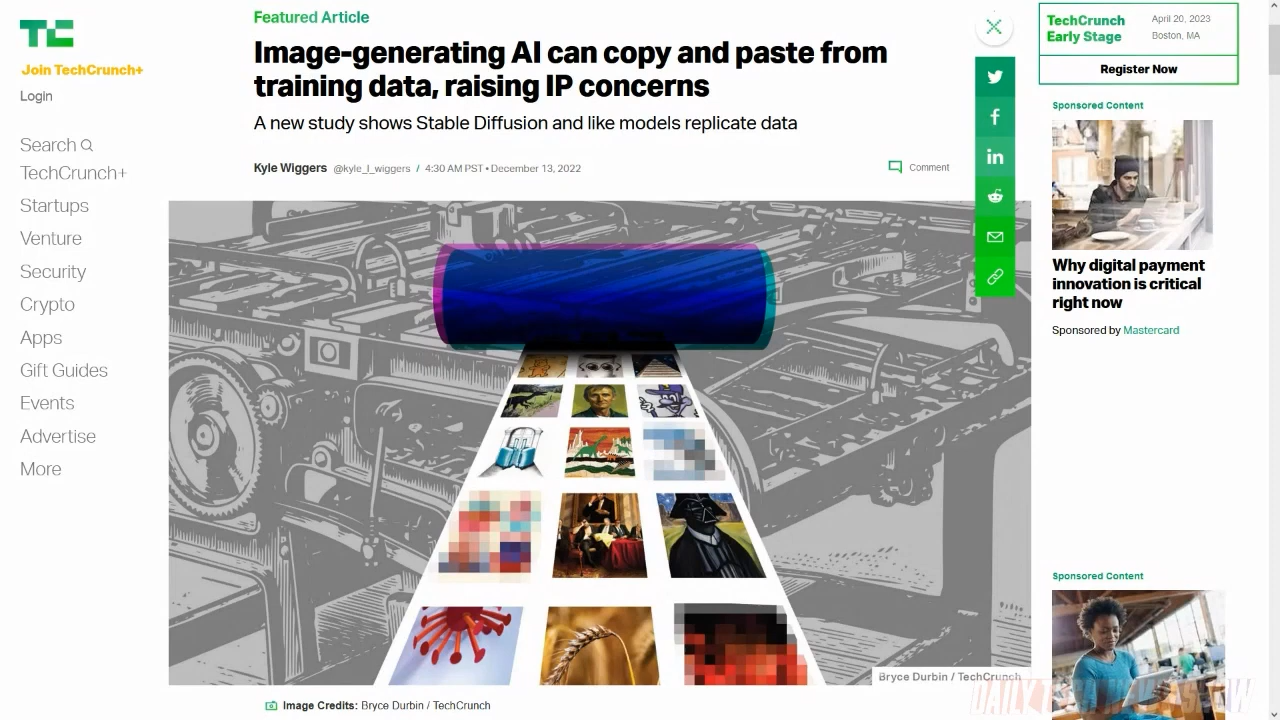 TC
Join TechCrunch+
Login
Search
TechCrunch+
Startups
Venture
Security
Crypto
Apps
Gift Guides
Events
Advertise
More
Featured Article
Image-generating AI can copy and paste from
training data, raising IP concerns
A new study shows Stable Diffusion and like models replicate data
Kyle Wiggers @kyle_l_wiggers / 4:30 AM PST • December 13, 2022
Comment
Bryce Durbin / TechCrunch
Image Credits: Bryce Durbin / TechCrunch
TechCrunch
Early Stage
April 20, 2023
Boston, MA
Register Now
Sponsored Content
Why digital payment
innovation is critical
right now
Sponsored by Mastercard
Sponsored Content
DAILY TECH NEWS SHOW